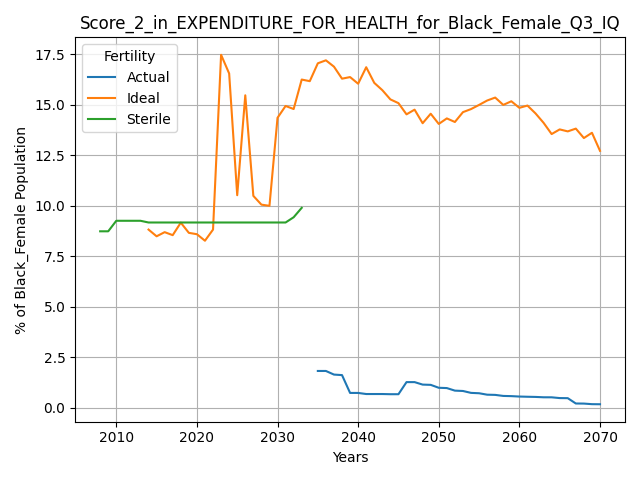 Score_2_in_EXPENDITURE_FOR_HEALTH_for_Black_Female_Q3_IQ
Fertility
Actual
Ideal
Sterile
% of Black_Female Population
17.5
15.0
12.5
10.0
7.5
5.0
2.5
0.0
2010 2020 2030 2040 2050 2060 2070
Years